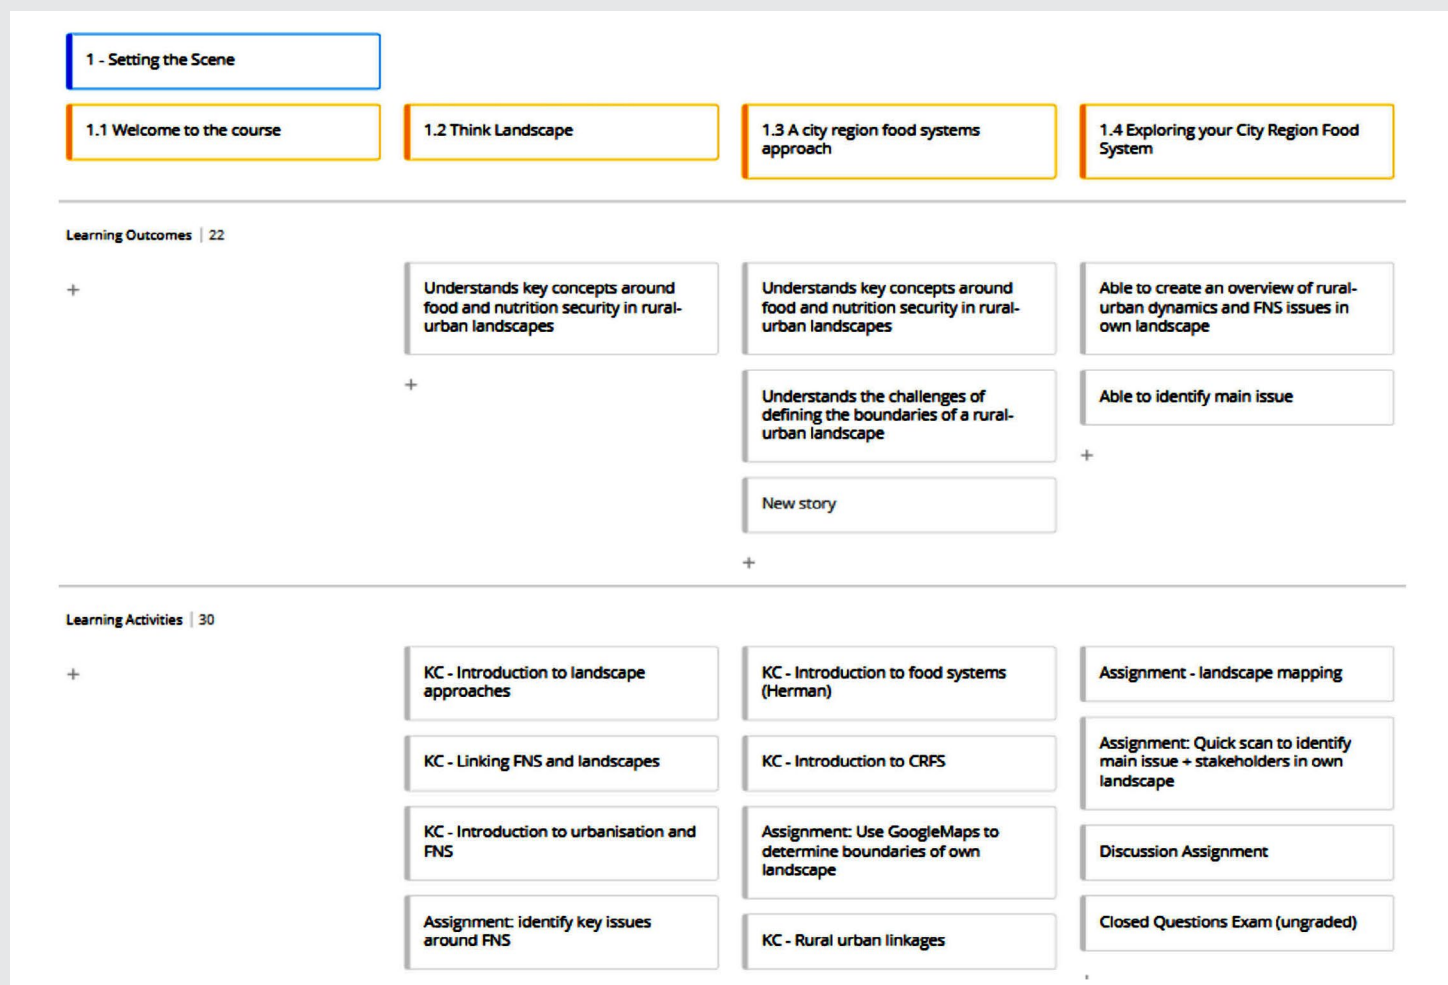 1 - Setting the Scene
1.1 Welcome to the course
1.2 Think Landscape
1.3 A city region food systems
approach
1.4 Exploring your City Region Food
System
Learning Outcomes | 22
+
Understands key concepts around
food and nutrition security in rural-
urban landscapes
+
Understands key concepts around
food and nutrition security in rural-
urban landscapes
Understands the challenges of
defining the boundaries of a rural-
urban landscape
New story
+
Able to create an overview of rural-
urban dynamics and FNS issues in
own landscape
Able to identify main issue
+
Learning Activities | 30
+
KC - Introduction to landscape
approaches
KC - Linking FNS and landscapes
KC - Introduction to urbanisation and
FNS
Assignment: identify key issues
around FNS
KC - Introduction to food systems
(Herman)
KC - Introduction to CRFS
Assignment: Use GoogleMaps to
determine boundaries of own
landscape
KC - Rural urban linkages
Assignment - landscape mapping
Assignment: Quick scan to identify
main issue + stakeholders in own
landscape
Discussion Assignment
Closed Questions Exam (ungraded)